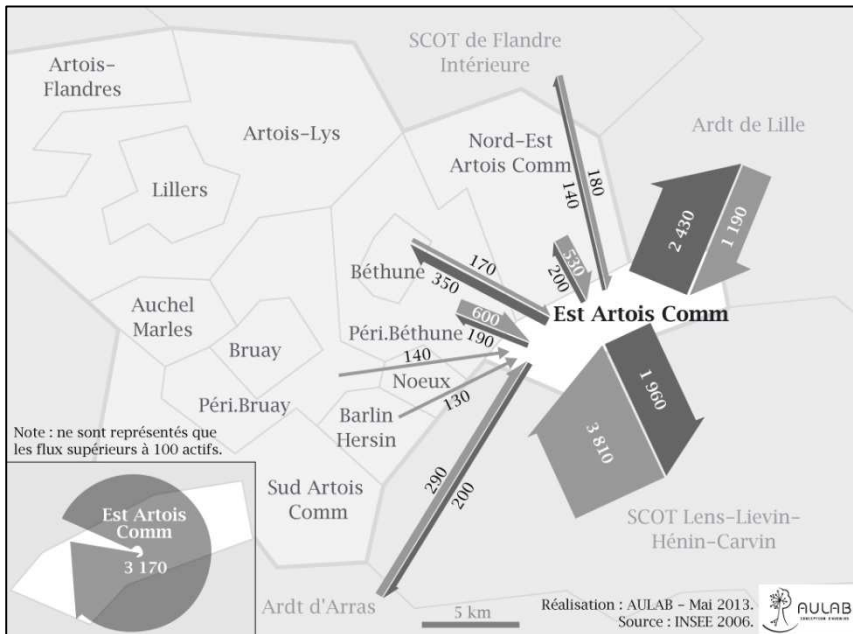 SCOT de Flandre
Intérieure
Artois-
Flandres
Artois-Lys
Nord-Est
Artois Comm
Ardt de Lille
Lillers
180
140
2 430
1 190
Béthune
170
350
530
200
Est Artois Comm
Auchel
Marles
600
190
Péri.Béthune
Bruay
140
Noeux
130
Péri.Bruay
Barlin
Hersin
1 960
3 810
Note : ne sont représentés que
les flux supérieurs à 100 actifs.
Sud Artois
Comm
290
200
SCOT Lens-Lievin-
Hénin-Carvin
Est Artois
Comm
3 170
Ardt d'Arras
5 km
Réalisation : AULAB - Mai 2013.
Source : INSEE 2006.
AULAB